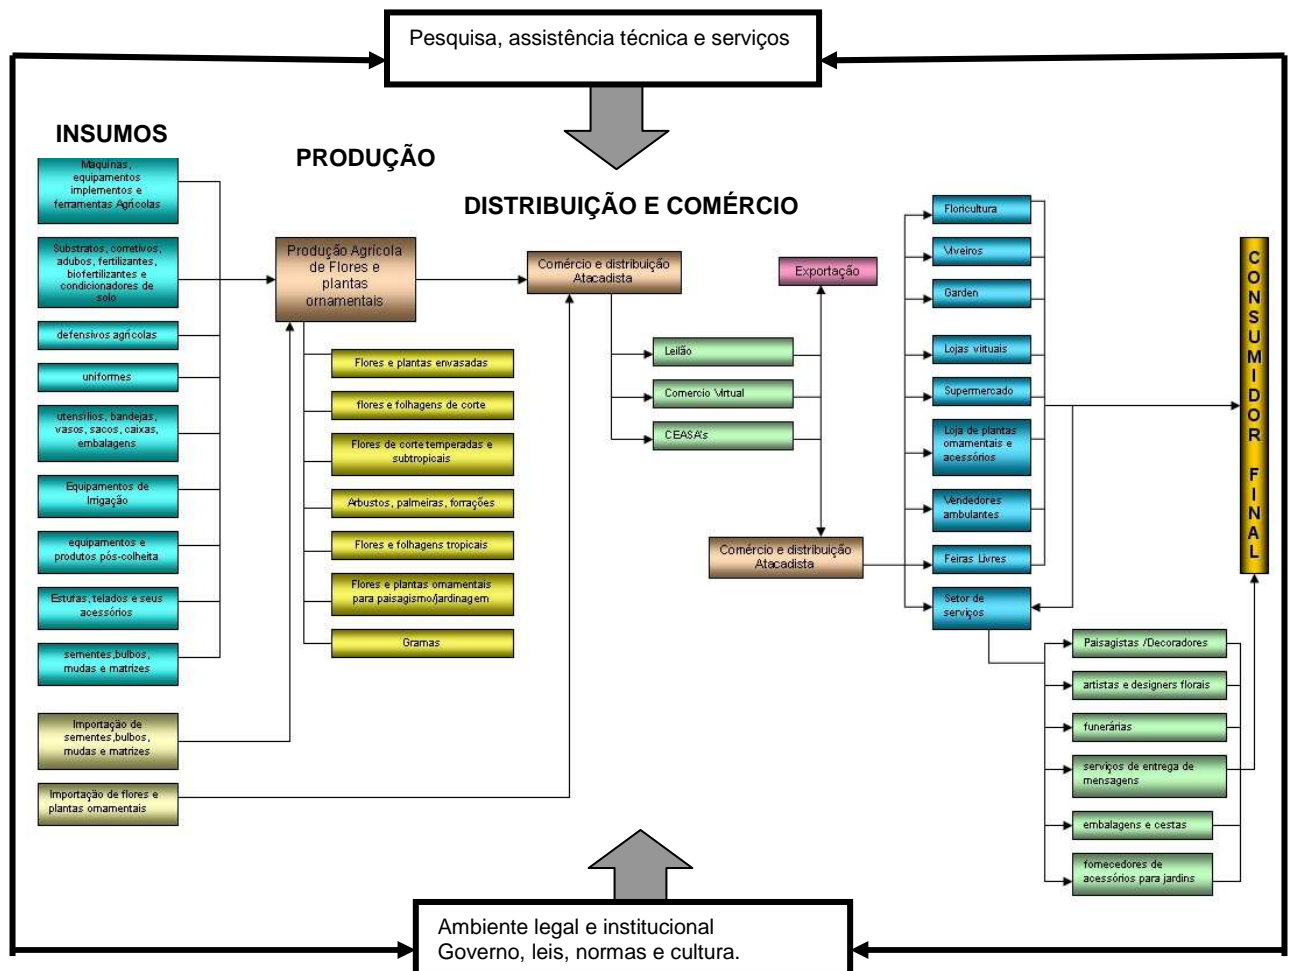 Pesquisa, assistência técnica e serviços
INSUMOS
PRODUÇÃO
DISTRIBUIÇÃO E COMÉRCIO
Maquinas,
equipamentos
implementos e
ferramentas Agrícolas
Substratos, corretivos,
adubos, fertilizantes,
biofertilizantes e
condicionadores de
solo
defensivos agrícolas
uniformes
utensílios, bandejas,
vasos, sacos, caixas,
embalagens
Equipamentos de
Irrigação
equipamentos e
produtos pós-colheita
Estufas, telados e seus
acessórios
sementes,bulbos,
mudas e matrizes
Importação de
sementes,bulbos,
mudas e matrizes
Importação de flores e
plantas ornamentais
Produção Agrícola
de Flores e
plantas
ornamentais
Flores e plantas envasadas
flores e folhagens de corte
Flores de corte temperadas e
subtropicais
Arbustos, palmeiras, forrações
Flores e folhagens tropicais
Flores e plantas ornamentais
para paisagismo/jardinagem
Gramas
Comércio e distribuição
Atacadista
Leilão
Comercio Virtual
CEASA's
Exportação
Comércio e distribuição
Atacadista
Floricultura
Viveiros
Garden
Lojas virtuais
Supermercado
Loja de plantas
ornamentais e
acessórios
Vendedores
ambulantes
Feiras Livres
Setor de
serviços
Paisagistas /Decoradores
artistas e designers florais
funerárias
serviços de entrega de
mensagens
embalagens e cestas
fornecedores de
acessórios para jardins
CONSUMIDOR FINAL
Ambiente legal e institucional
Governo, leis, normas e cultura.